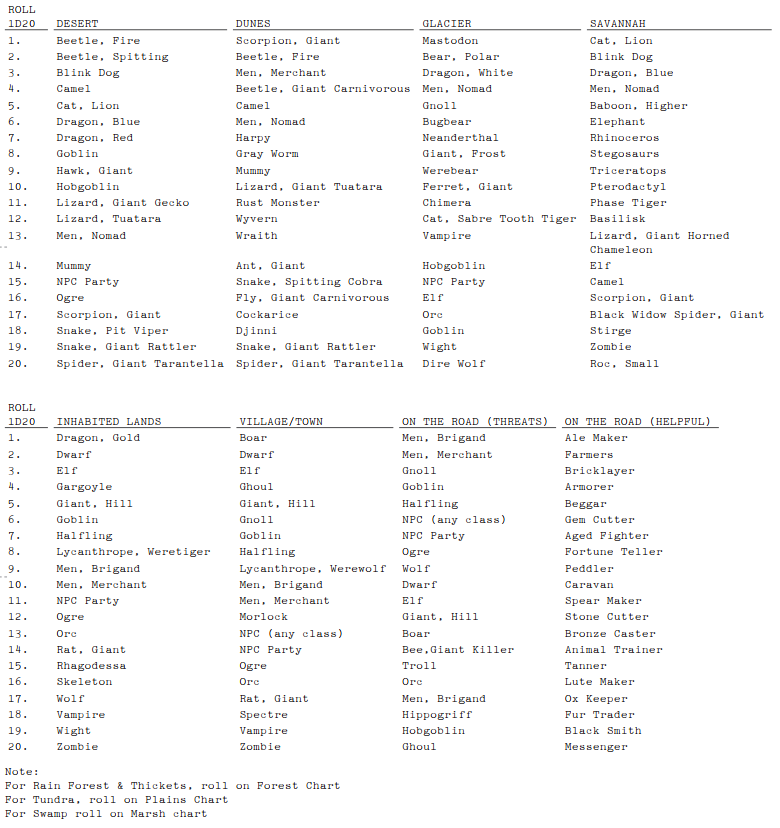 ROLL
1D20 DESERT DUNES GLACIER SAVANNAH
1. Beetle, Fire Scorpion, Giant Mastodon Cat, Lion
2. Beetle, Spitting Beetle, Fire Bear, Polar Blink Dog
3. Blink Dog Men, Merchant Dragon, White Dragon, Blue
4. Camel Beetle, Giant Carnivorous Men, Nomad Men, Nomad
5. Cat, Lion Camel Gnoll Baboon, Higher
6. Dragon, Blue Men, Nomad Bugbear Elephant
7. Dragon, Red Harpy Neanderthal Rhinoceros
8. Goblin Gray Worm Giant, Frost Stegosaurs
9. Hawk, Giant Mummy Werebear Triceratops
10. Hobgoblin Lizard, Giant Tuatara Ferret, Giant Pterodactyl
11. Lizard, Giant Gecko Rust Monster Chimera Phase Tiger
12. Lizard, Tuatara Wyvern Cat, Sabre Tooth Tiger Basilisk
13. Men, Nomad Wraith Vampire Lizard, Giant Horned
Chameleon
14. Mummy Ant, Giant Hobgoblin Elf
15. NPC Party Snake, Spitting Cobra NPC Party Camel
16. Ogre Fly, Giant Carnivorous Elf Scorpion, Giant
17. Scorpion, Giant Cockarice Orc Black Widow Spider, Giant
18. Snake, Pit Viper Djinni Goblin Stirge
19. Snake, Giant Rattler Snake, Giant Rattler Wight Zombie
20. Spider, Giant Tarantella Spider, Giant Tarantella Dire Wolf Roc, Small
ROLL
1D20 INHABITED LANDS VILLAGE/TOWN ON THE ROAD (THREATS) ON THE ROAD (HELPFUL)
1. Dragon, Gold Boar Men, Brigand Ale Maker
2. Dwarf Dwarf Men, Merchant Farmers
3. Elf Elf Gnoll Bricklayer
4. Gargoyle Ghoul Goblin Armorer
5. Giant, Hill Giant, Hill Halfling Beggar
6. Goblin Gnoll NPC (any class) Gem Cutter
7. Halfling Goblin NPC Party Aged Fighter
8. Lycanthrope, Weretiger Halfling Ogre Fortune Teller
9. Men, Brigand Lycanthrope, Werewolf Wolf Peddler
10. Men, Merchant Men, Brigand Dwarf Caravan
11. NPC Party Men, Merchant Elf Spear Maker
12. Ogre Morlock Giant, Hill Stone Cutter
13. Orc NPC (any class) Boar Bronze Caster
14. Rat, Giant NPC Party Bee,Giant Killer Animal Trainer
15. Rhagodessa Ogre Troll Tanner
16. Skeleton Orc Orc Lute Maker
17. Wolf Rat, Giant Men, Brigand Ox Keeper
18. Vampire Spectre Hippogriff Fur Trader
19. Wight Vampire Hobgoblin Black Smith
20. Zombie Zombie Ghoul Messenger
Note:
For Rain Forest & Thickets, roll on Forest Chart
For Tundra, roll on Plains Chart
For Swamp roll on Marsh chart